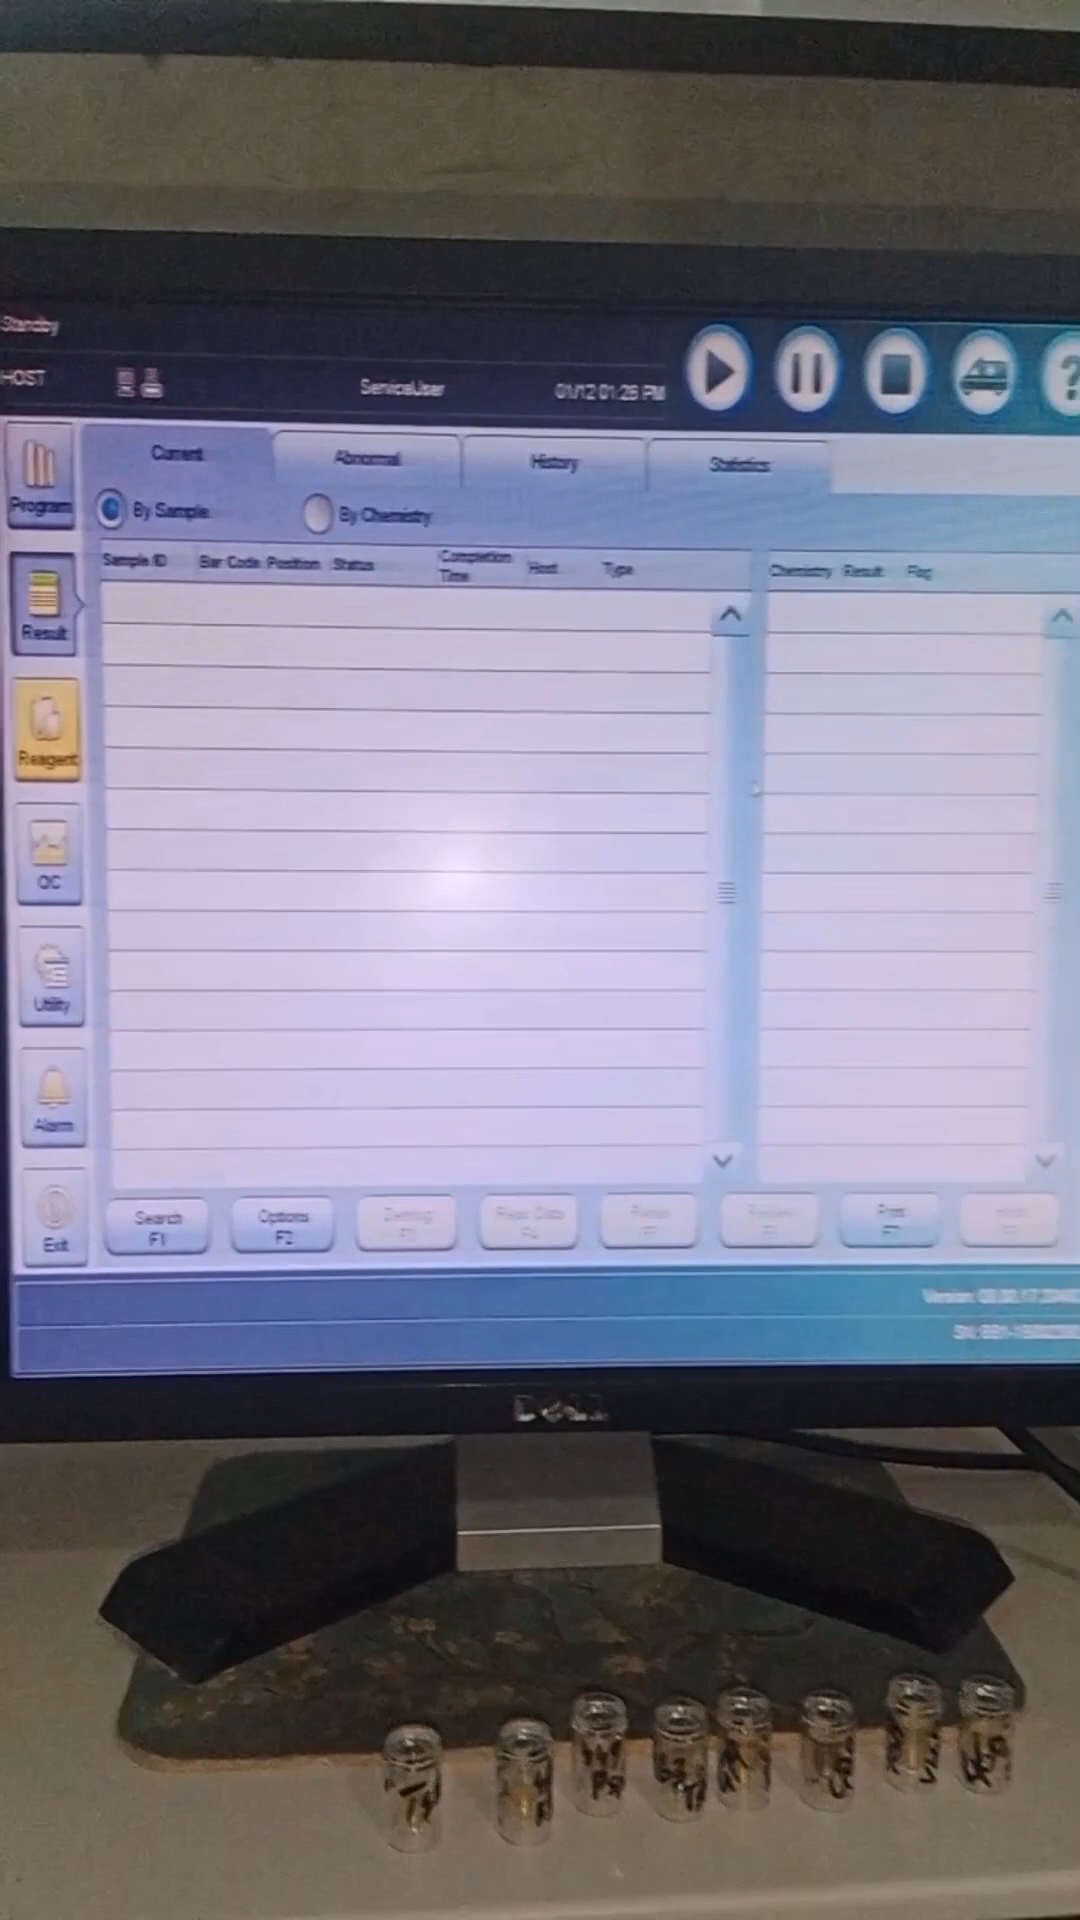 Standby
HOST
ServiceUser
01/12 01:26 PM
Program
Result
Reagent
QC
Utility
Alarm
Exit
Current
Abnormal
History
Statistics
By Sample
By Chemistry
Sample ID
Bar Code
Position
Status
Completion
Time
Host
Type
Chemistry
Result
Flag
Search
F1
Options
F2
Print
F7
DELL